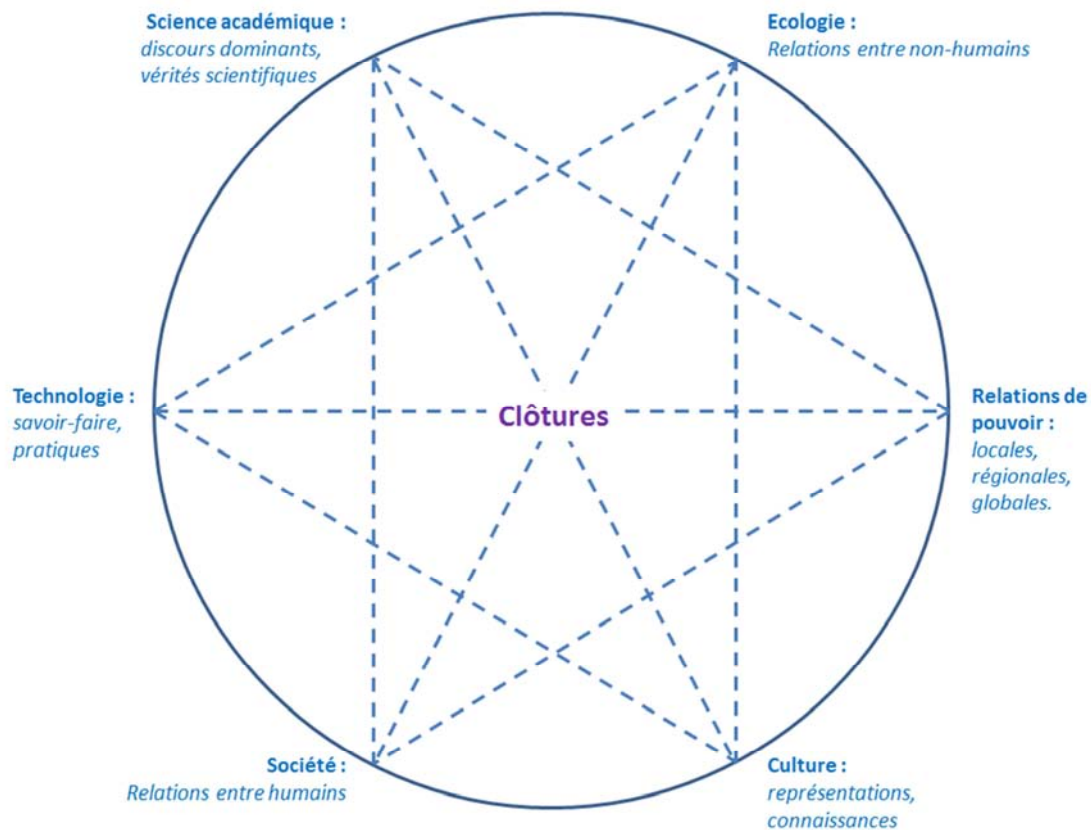 Science académique :
discours dominants,
vérités scientifiques
Ecologie :
Relations entre non-humains
Technologie :
savoir-faire,
pratiques
Clôtures
Relations de
pouvoir :
locales,
régionales,
globales.
Société :
Relations entre humains
Culture :
représentations,
connaissances